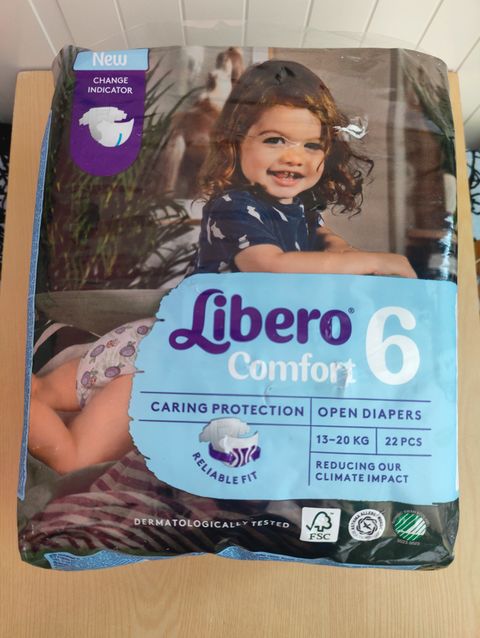 New
CHANGE
INDICATOR
Libero®
Comfort 6
CARING PROTECTION
OPEN DIAPERS
13–20 KG
22 PCS
RELIABLE FIT
REDUCING OUR
CLIMATE IMPACT
DERMATOLOGICALLY TESTED
FSC